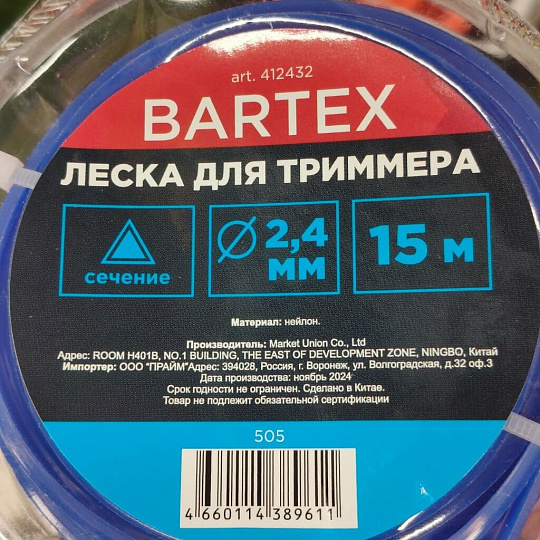 art. 412432
BARTEX
ЛЕСКА ДЛЯ ТРИММЕРА
сечение
Ø 2,4 мм
15 м
Материал: нейлон.
Производитель: Market Union Co., Ltd
Адрес: ROOM H401B, NO.1 BUILDING, THE EAST OF DEVELOPMENT ZONE, NINGBO, Китай
Импортер: ООО "ПРАЙМ"Адрес: 394028, Россия, г. Воронеж, ул. Волгоградская, д.32 оф.3
Дата производства: ноябрь 2024
Срок годности не ограничен. Сделано в Китае.
Товар не подлежит обязательной сертификации
505
4 660114 389611